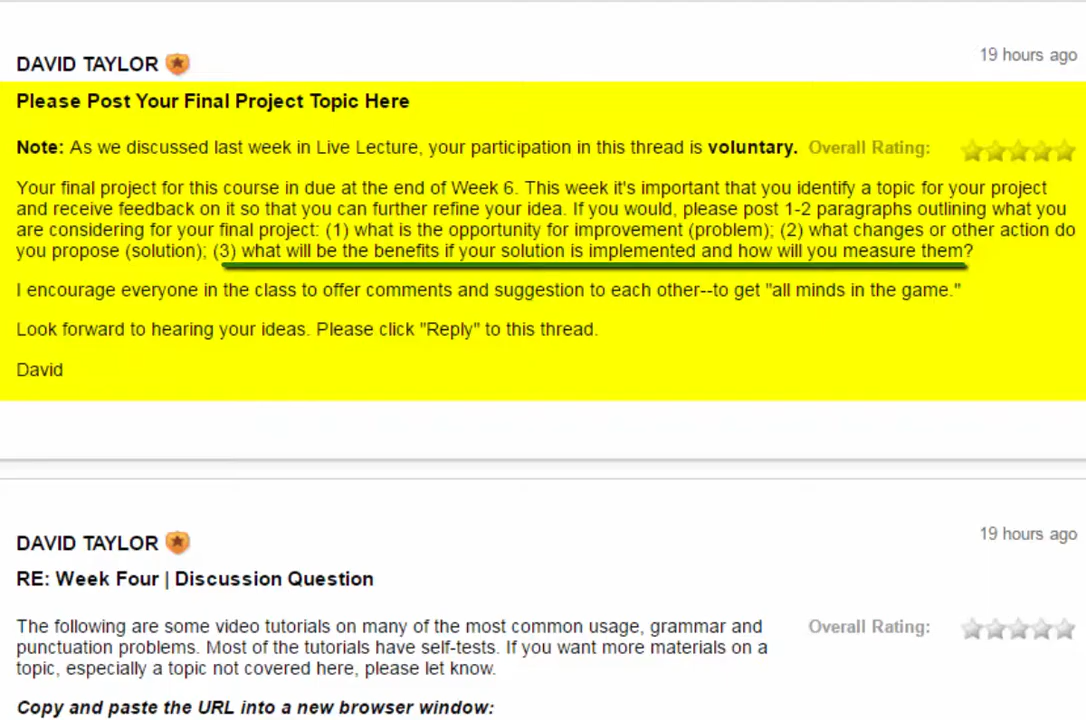 19 hours ago
DAVID TAYLOR
Please Post Your Final Project Topic Here
Note: As we discussed last week in Live Lecture, your participation in this thread is voluntary. Overall Rating:
Your final project for this course in due at the end of Week 6. This week it's important that you identify a topic for your project
and receive feedback on it so that you can further refine your idea. If you would, please post 1-2 paragraphs outlining what you
are considering for your final project: (1) what is the opportunity for improvement (problem); (2) what changes or other action do
you propose (solution); (3) what will be the benefits if your solution is implemented and how will you measure them?
I encourage everyone in the class to offer comments and suggestion to each other--to get "all minds in the game."
Look forward to hearing your ideas. Please click "Reply" to this thread.
David
19 hours ago
DAVID TAYLOR
RE: Week Four | Discussion Question
The following are some video tutorials on many of the most common usage, grammar and Overall Rating:
punctuation problems. Most of the tutorials have self-tests. If you want more materials on a
topic, especially a topic not covered here, please let know.
Copy and paste the URL into a new browser window: